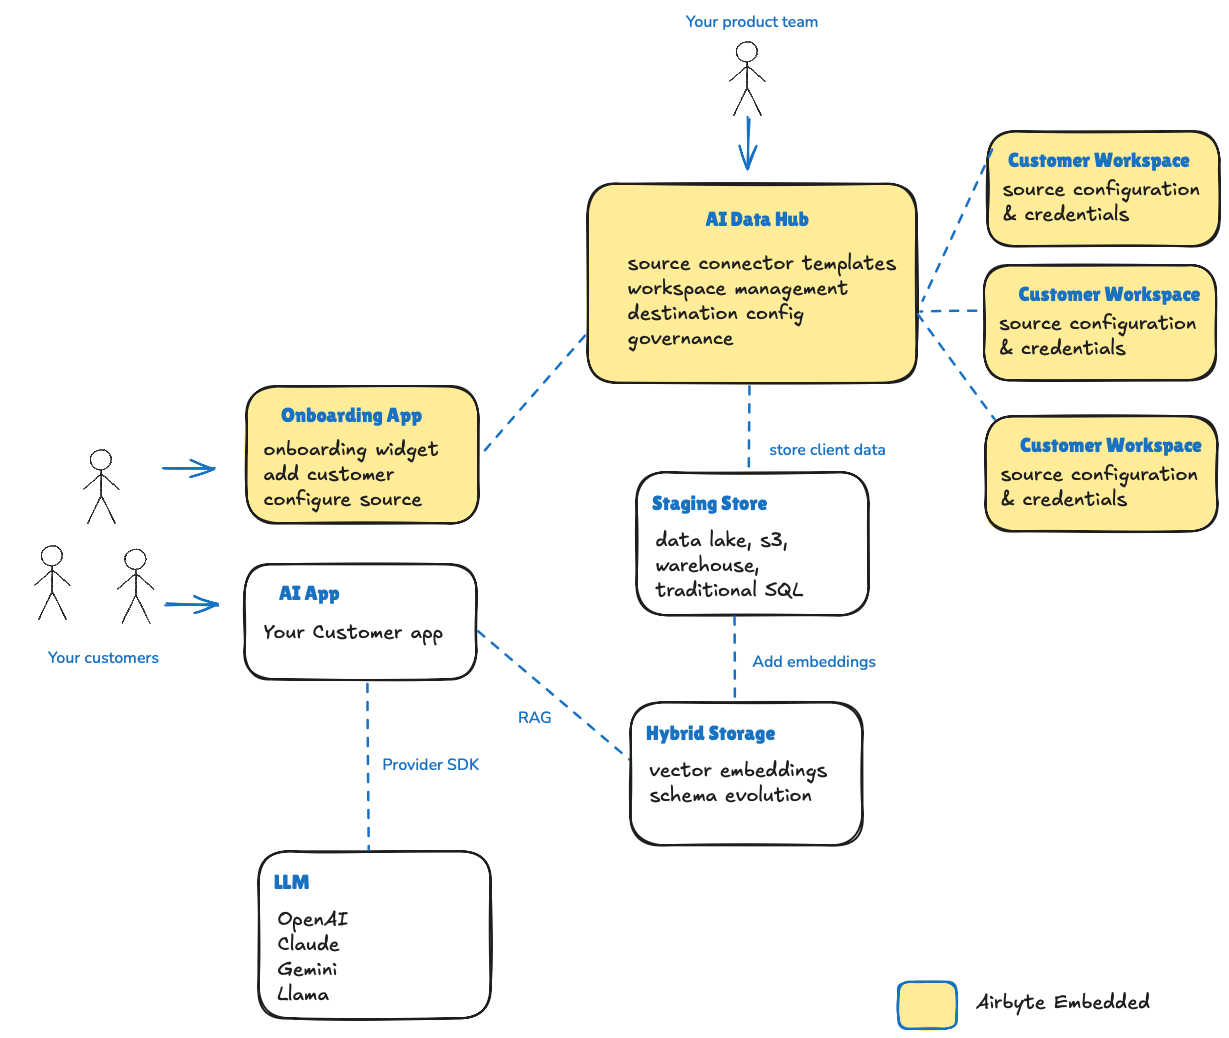 Your product team
AI Data Hub
source connector templates
workspace management
destination config
governance
Customer Workspace
source configuration
& credentials
Customer Workspace
source configuration
& credentials
Customer Workspace
source configuration
& credentials
Onboarding App
onboarding widget
add customer
configure source
store client data
Staging Store
data lake, s3,
warehouse,
traditional SQL
AI App
Your Customer app
Your customers
Add embeddings
RAG
Hybrid Storage
vector embeddings
schema evolution
Provider SDK
LLM
OpenAI
Claude
Gemini
Llama
Airbyte Embedded